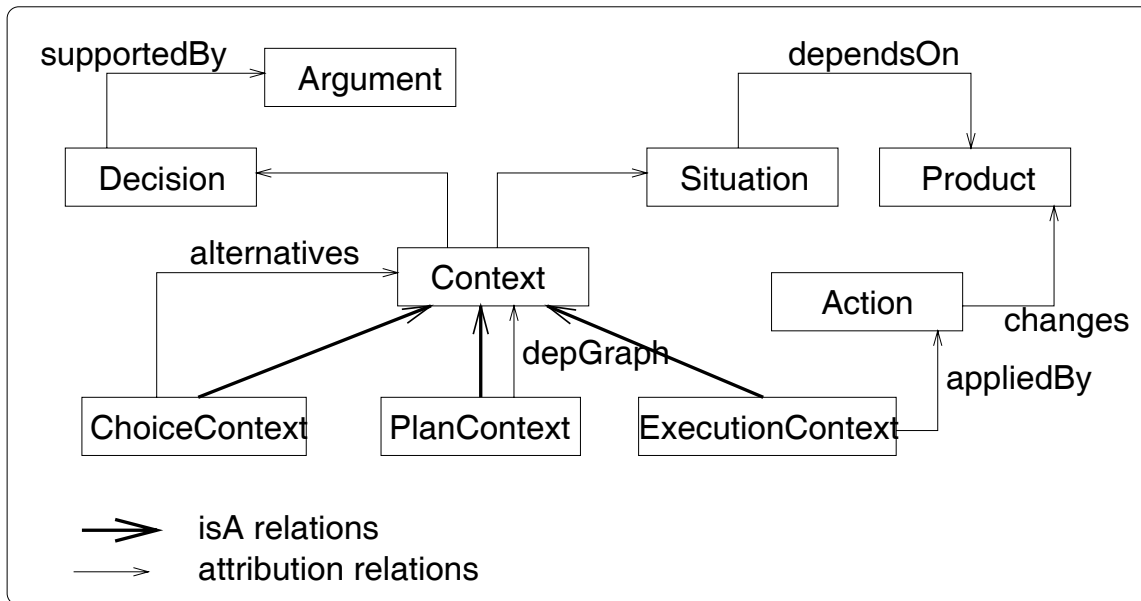 supportedBy
Argument
dependsOn
Decision
Situation
Product
alternatives
Context
Action
changes
depGraph
appliedBy
ChoiceContext
PlanContext
ExecutionContext
isA relations
attribution relations